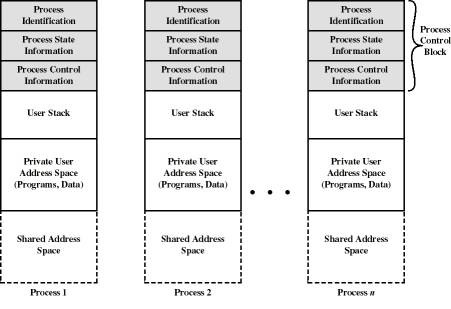 Process
Identification
Process State
Information
Process Control
Information
User Stack
Private User
Address Space
(Programs, Data)
Shared Address
Space
Process 1
Process
Identification
Process State
Information
Process Control
Information
User Stack
Private User
Address Space
(Programs, Data)
Shared Address
Space
Process 2
• • •
Process
Identification
Process State
Information
Process Control
Information
User Stack
Private User
Address Space
(Programs, Data)
Shared Address
Space
Process n
Process
Control
Block